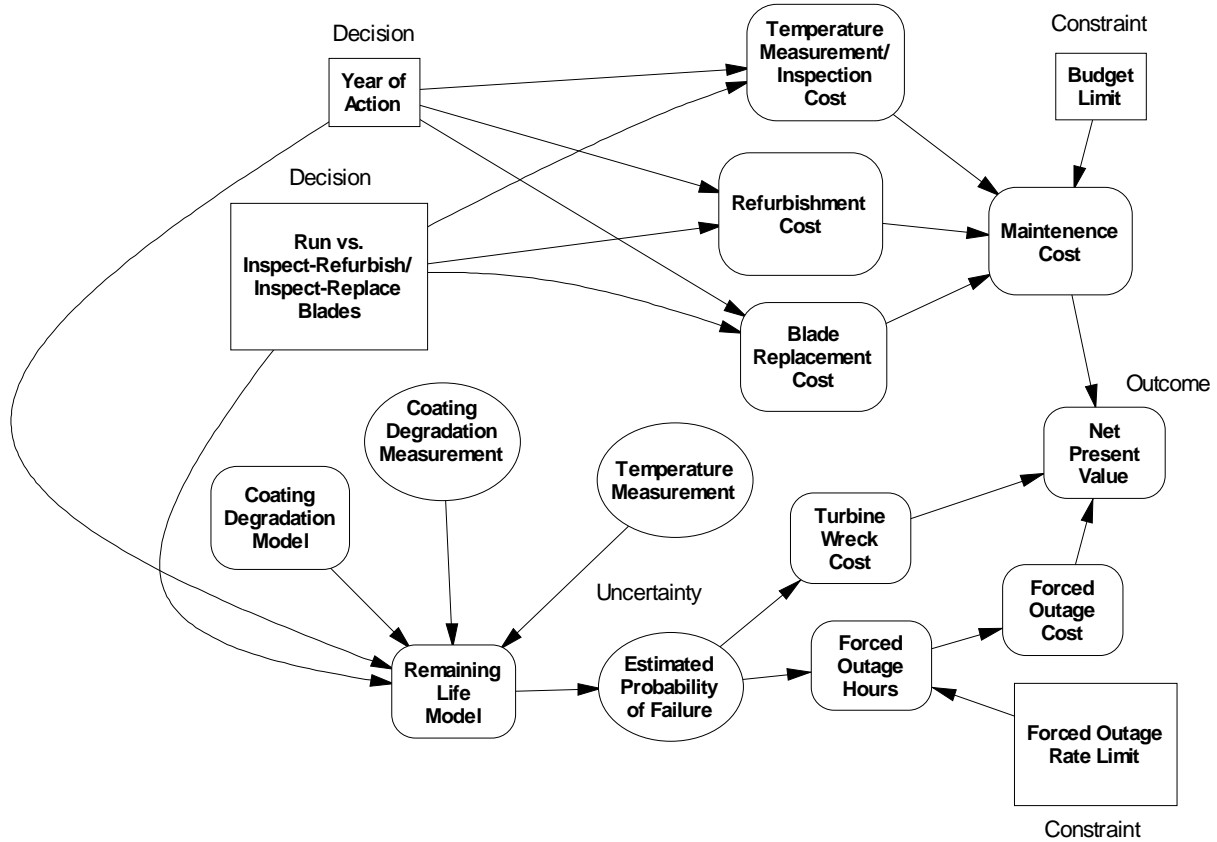 Decision
Year of
Action
Decision
Run vs.
Inspect-Refurbish/
Inspect-Replace
Blades
Temperature
Measurement/
Inspection
Cost
Constraint
Budget
Limit
Refurbishment
Cost
Maintenence
Cost
Blade
Replacement
Cost
Outcome
Net
Present
Value
Coating
Degradation
Measurement
Temperature
Measurement
Coating
Degradation
Model
Turbine
Wreck
Cost
Uncertainty
Forced
Outage
Cost
Remaining
Life
Model
Estimated
Probability
of Failure
Forced
Outage
Hours
Forced Outage
Rate Limit
Constraint